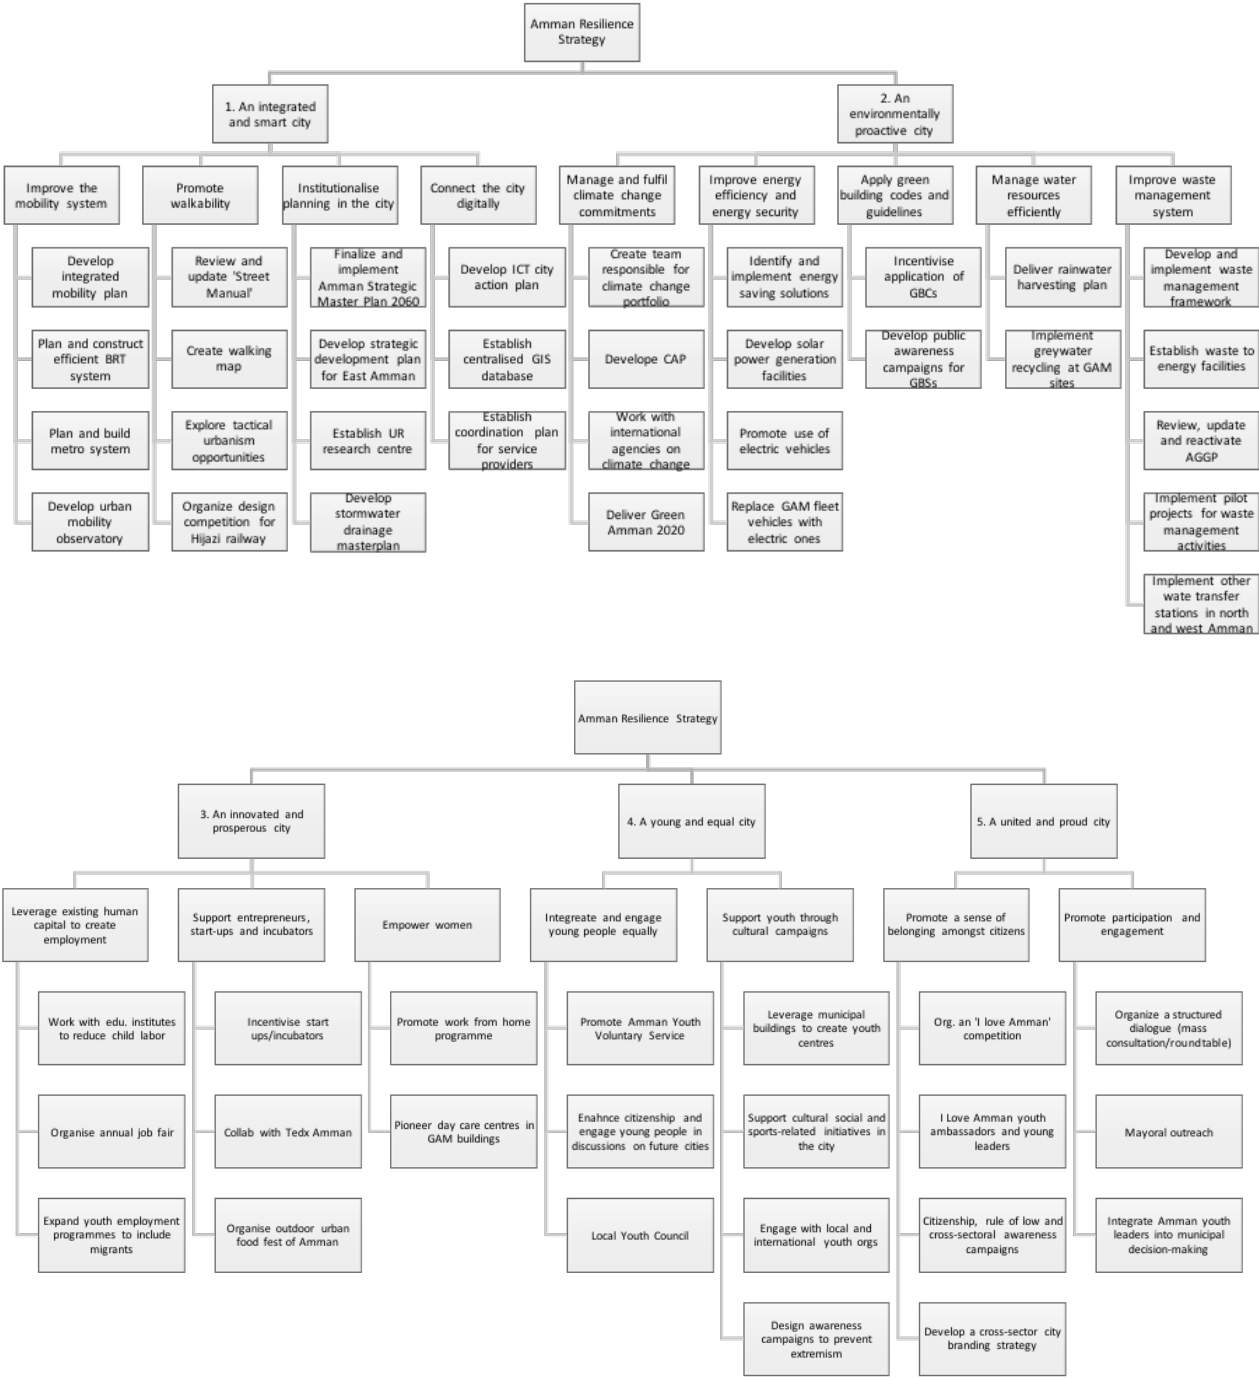 Amman Resilience
Strategy
1. An integrated
and smart city
2. An
environmentally
proactive city
Improve the
mobility system
Promote
walkability
Institutionalise
planning in the city
Connect the city
digitally
Manage and fulfil
climate change
commitments
Improve energy
efficiency and
energy security
Apply green
building codes and
guidelines
Manage water
resources
efficiently
Improve waste
management
system
Develop
integrated
mobility plan
Review and
update 'Street
Manual'
Finalize and
implement
Amman Strategic
Master Plan 2060
Develop ICT city
action plan
Create team
responsible for
climate change
portfolio
Identify and
implement energy
saving solutions
Incentivise
application of
GBCs
Deliver rainwater
harvesting plan
Develop and
implement waste
management
framework
Plan and construct
efficient BRT
system
Create walking
map
Develop strategic
development plan
for East Amman
Establish
centralised GIS
database
Develope CAP
Develop solar
power generation
facilities
Develop public
awareness
campaigns for
GBSs
Implement
greywater
recycling at GAM
sites
Establish waste to
energy facilities
Plan and build
metro system
Explore tactical
urbanism
opportunities
Establish UR
research centre
Establish
coordination plan
for service
providers
Work with
international
agencies on
climate change
Promote use of
electric vehicles
Review, update
and reactivate
AGGP
Develop urban
mobility
observatory
Organize design
competition for
Hijazi railway
Develop
stormwater
drainage
masterplan
Deliver Green
Amman 2020
Replace GAM fleet
vehicles with
electric ones
Implement pilot
projects for waste
management
activities
Implement other
wate transfer
stations in north
and west Amman
Amman Resilience Strategy
3. An innovated and
prosperous city
4. A young and equal city
5. A united and proud city
Leverage existing human
capital to create
employment
Support entrepreneurs,
start-ups and incubators
Empower women
Integreate and engage
young people equally
Support youth through
cultural campaigns
Promote a sense of
belonging amongst citizens
Promote participation and
engagement
Work with edu. institutes
to reduce child labor
Incentivise start
ups/incubators
Promote work from home
programme
Promote Amman Youth
Voluntary Service
Leverage municipal
buildings to create youth
centres
Org. an 'I love Amman'
competition
Organize a structured
dialogue (mass
consultation/roundtable)
Organise annual job fair
Collab with Tedx Amman
Pioneer day care centres in
GAM buildings
Enahnce citizenship and
engage young people in
discussions on future cities
Support cultural social and
sports-related initiatives in
the city
I Love Amman youth
ambassadors and young
leaders
Mayoral outreach
Expand youth employment
programmes to include
migrants
Organise outdoor urban
food fest of Amman
Local Youth Council
Engage with local and
international youth orgs
Citizenship, rule of low and
cross-sectoral awareness
campaigns
Integrate Amman youth
leaders into municipal
decision-making
Design awareness
campaigns to prevent
extremism
Develop a cross-sector city
branding strategy